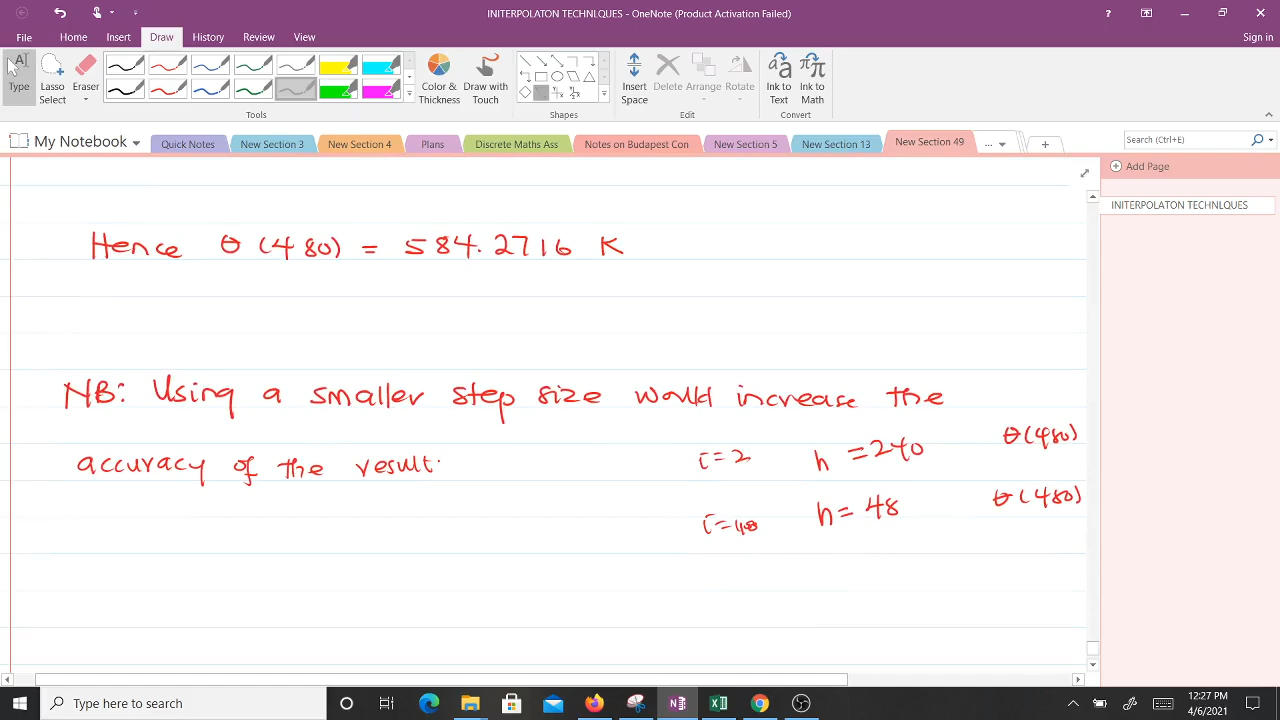 INITERPOLATON TECHNLQUES - OneNote (Product Activation Failed)
File Home Insert Draw History Review View Sign in
Type
Lasso Select
Eraser
Color & Thickness
Draw with Touch
Insert Space
Delete
Arrange
Rotate
Ink to Text
Ink to Math
Tools Shapes Edit Convert
My Notebook Quick Notes New Section 3 New Section 4 Plans Discrete Maths Ass Notes on Budapest Con New Section 5 New Section 13 New Section 49 ... Search (Ctrl+E)
Add Page
INITERPOLATON TECHNLQUES
Hence θ(480) = 584.2716 K
NB: Using a smaller step size would increase the
accuracy of the result.
i=2 h=240 θ(480)
h=48 θ(480)
Type here to search
12:27 PM
4/6/2021